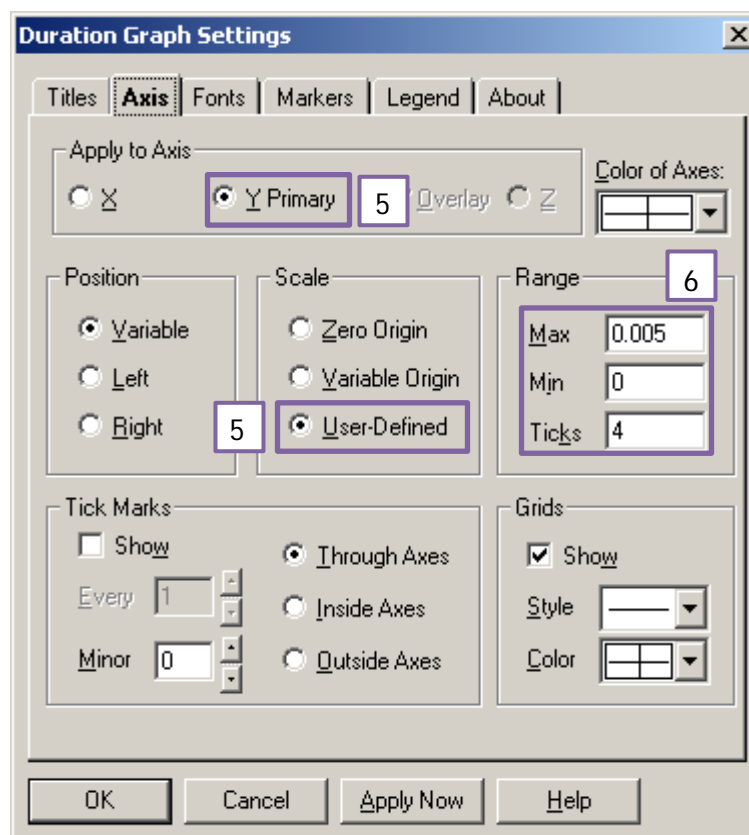 Duration Graph Settings
Titles Axis Fonts Markers Legend About
Apply to Axis
X Y Primary 5 Overlay Z
Color of Axes:
Position
Variable
Left
Right
Scale
Zero Origin
Variable Origin
5 User-Defined
Range 6
Max 0.005
Min 0
Ticks 4
Tick Marks
Show
Every 1
Minor 0
Through Axes
Inside Axes
Outside Axes
Grids
Show
Style
Color
OK Cancel Apply Now Help